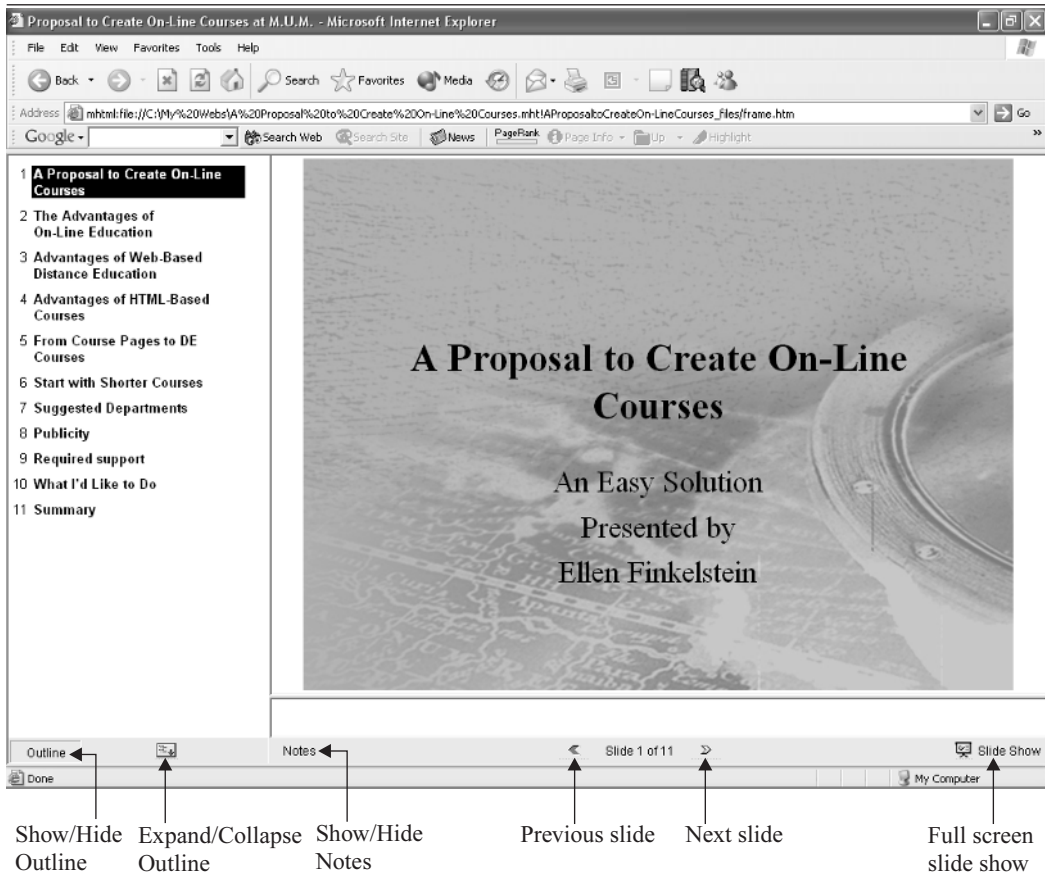 Proposal to Create On-Line Courses at M.U.M. - Microsoft Internet Explorer
File Edit View Favorites Tools Help
Back Search Favorites Media
Address mhtml:file://C:\My%20Webs\A%20Proposal%20to%20Create%20On-Line%20Courses.mht!AProposaltoCreateOn-LineCourses_files/frame.htm Go
Google Search Web Search Site News PageRank Page Info Up Highlight »
1 A Proposal to Create On-Line
Courses
2 The Advantages of
On-Line Education
3 Advantages of Web-Based
Distance Education
4 Advantages of HTML-Based
Courses
5 From Course Pages to DE
Courses
6 Start with Shorter Courses
7 Suggested Departments
8 Publicity
9 Required support
10 What I'd Like to Do
11 Summary
A Proposal to Create On-Line
Courses
An Easy Solution
Presented by
Ellen Finkelstein
Outline Notes Slide 1 of 11 Slide Show
Done My Computer
Show/Hide
Outline
Expand/Collapse
Outline
Show/Hide
Notes
Previous slide
Next slide
Full screen
slide show